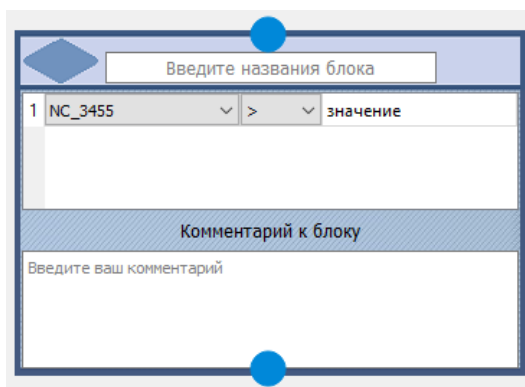 Введите названия блока
1 NC_3455 > значение
Комментарий к блоку
Введите ваш комментарий